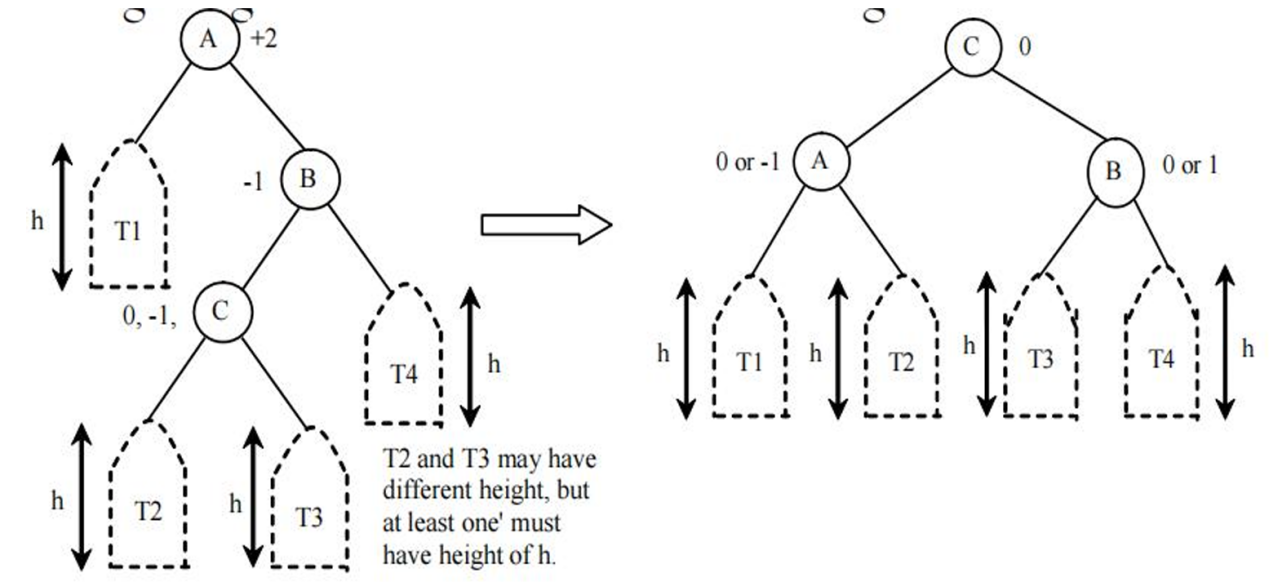 A
+2
C
0
-1
B
0 or -1
A
B
0 or 1
h
T1
0, -1,
C
T4
h
h
T1
h
T2
h
T3
T4
h
h
T2
h
T3
T2 and T3 may have
different height, but
at least one' must
have height of h.